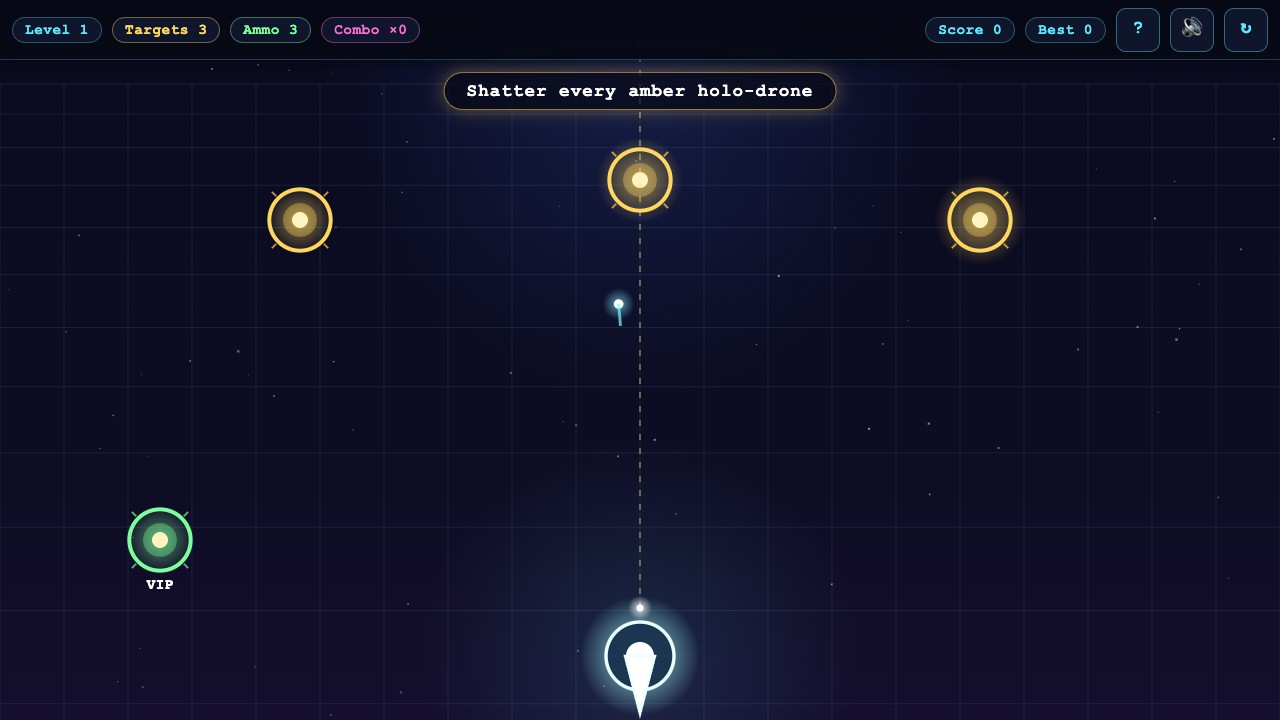 Level 1 Targets 3 Ammo 3 Combo ×0 Score 0 Best 0 ? ↻
Shatter every amber holo-drone
VIP